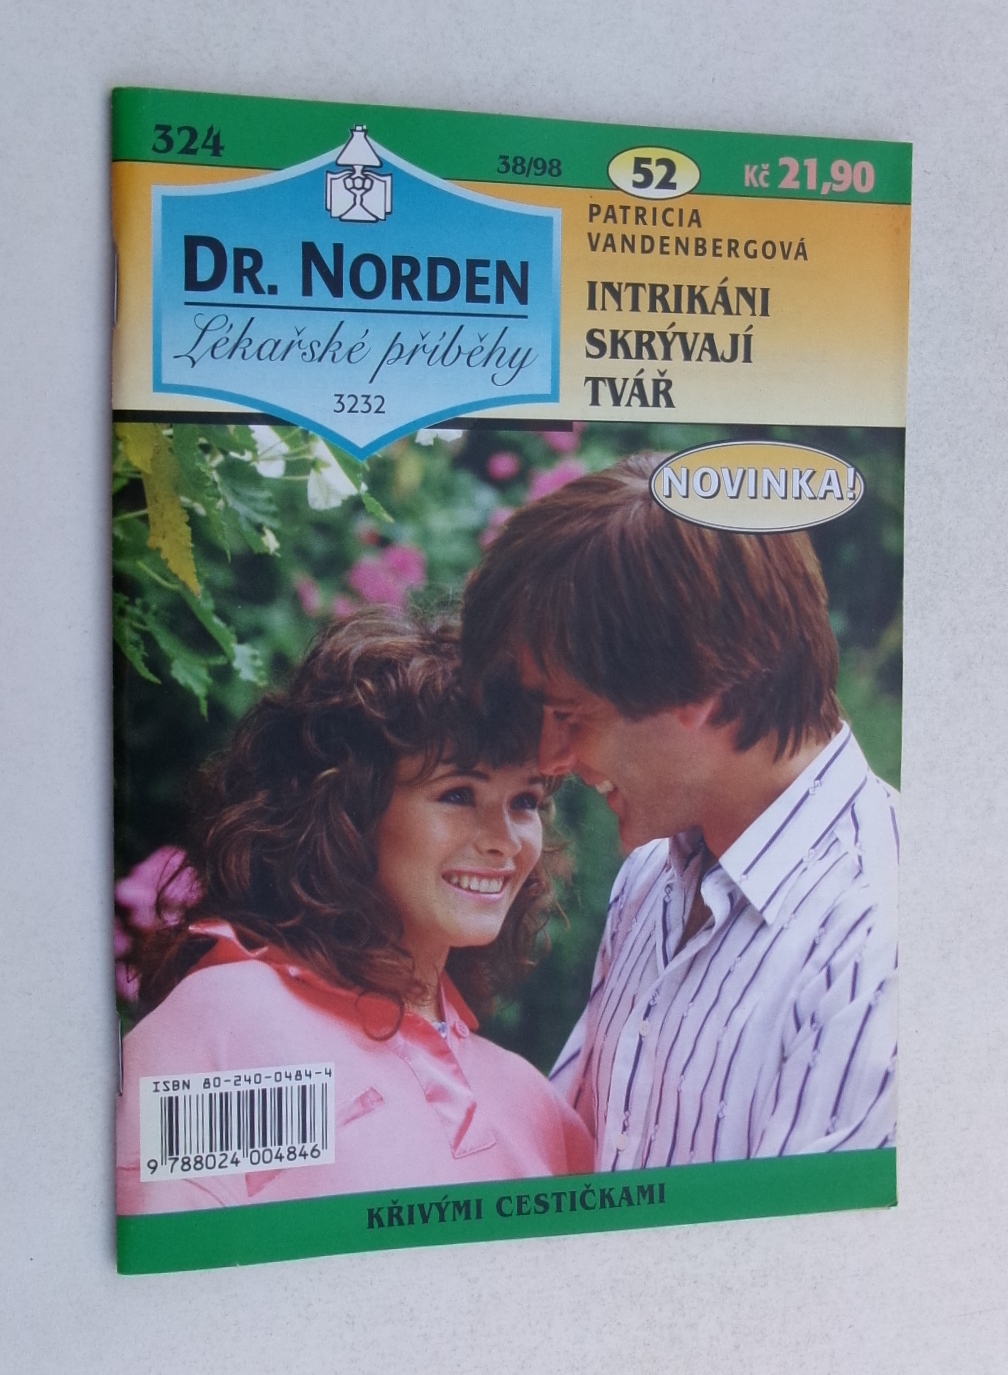 324
38/98
52
Kč 21,90
DR. NORDEN
Lékařské příběhy
3232
PATRICIA
VANDENBERGOVÁ
INTRIKÁNI
SKRÝVAJÍ
TVÁŘ
NOVINKA!
ISBN 80-240-0484-4
9 788024 004846
KŘIVÝMI CESTIČKAMI